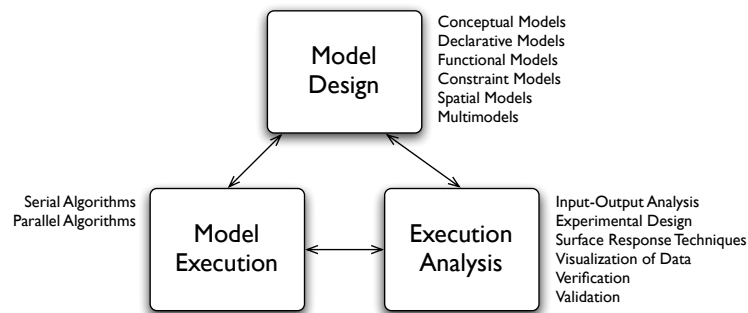 Model
Design
Conceptual Models
Declarative Models
Functional Models
Constraint Models
Spatial Models
Multimodels
Serial Algorithms
Parallel Algorithms
Model
Execution
Execution
Analysis
Input-Output Analysis
Experimental Design
Surface Response Techniques
Visualization of Data
Verification
Validation